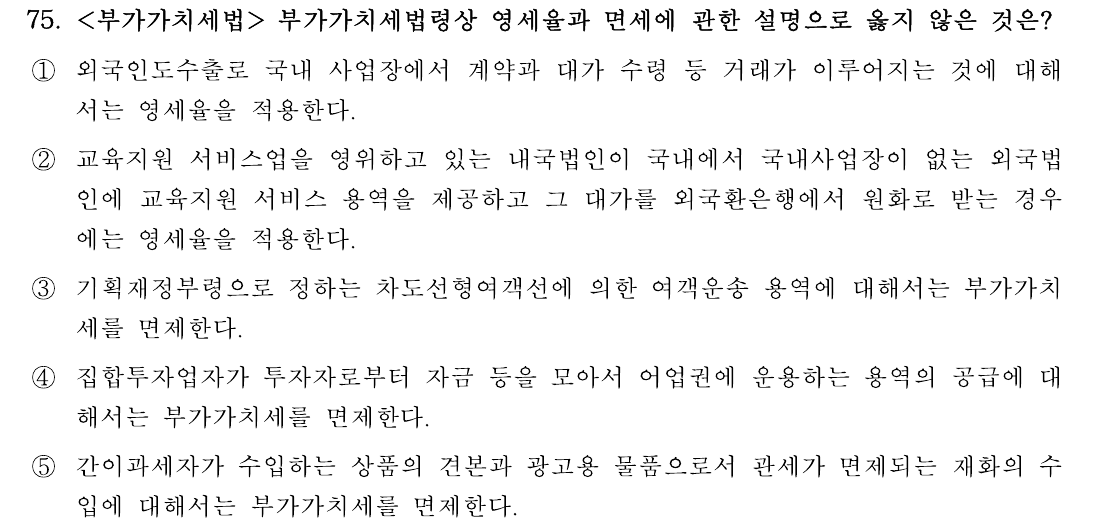 75. <부가가치세법> 부가가치세법령상 영세율과 면세에 관한 설명으로 옳지 않은 것은?
① 외국인도수출로 국내 사업장에서 계약과 대가 수령 등 거래가 이루어지는 것에 대해
서는 영세율을 적용한다.
② 교육지원 서비스업을 영위하고 있는 내국법인이 국내에서 국내사업장이 없는 외국법
인에 교육지원 서비스 용역을 제공하고 그 대가를 외국환은행에서 원화로 받는 경우
에는 영세율을 적용한다.
③ 기획재정부령으로 정하는 차도선형여객선에 의한 여객운송 용역에 대해서는 부가가치
세를 면제한다.
④ 집합투자업자가 투자자로부터 자금 등을 모아서 어업권에 운용하는 용역의 공급에 대
해서는 부가가치세를 면제한다.
⑤ 간이과세자가 수입하는 상품의 견본과 광고용 물품으로서 관세가 면제되는 재화의 수
입에 대해서는 부가가치세를 면제한다.